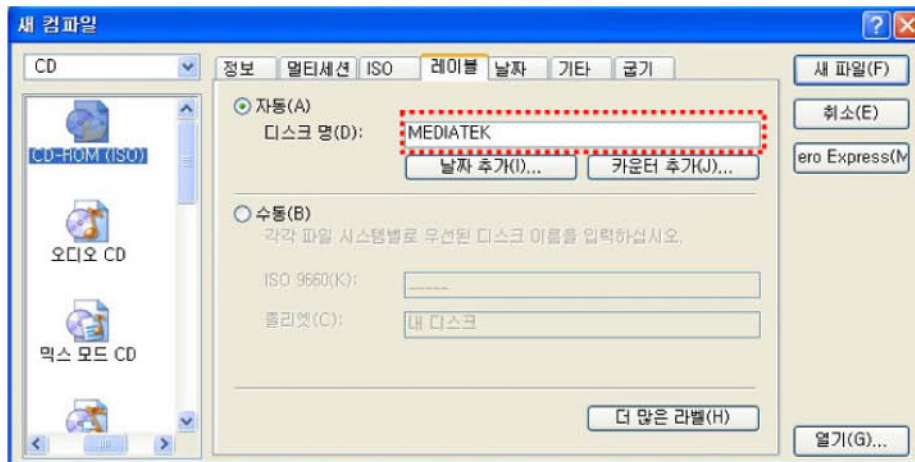 새 컴파일
CD
CD-ROM (ISO)
오디오 CD
믹스 모드 CD
정보 멀티세션 ISO 레이블 날짜 기타 굽기
자동(A)
디스크 명(D): MEDIATEK
날짜 추가(I)... 카운터 추가(J)...
수동(B)
각각 파일 시스템별로 우선된 디스크 이름을 입력하십시오.
ISO 9660(K): _____
졸리엣(C): 내 디스크
더 많은 라벨(H)
새 파일(F)
취소(E)
ero Express(M
열기(G)...